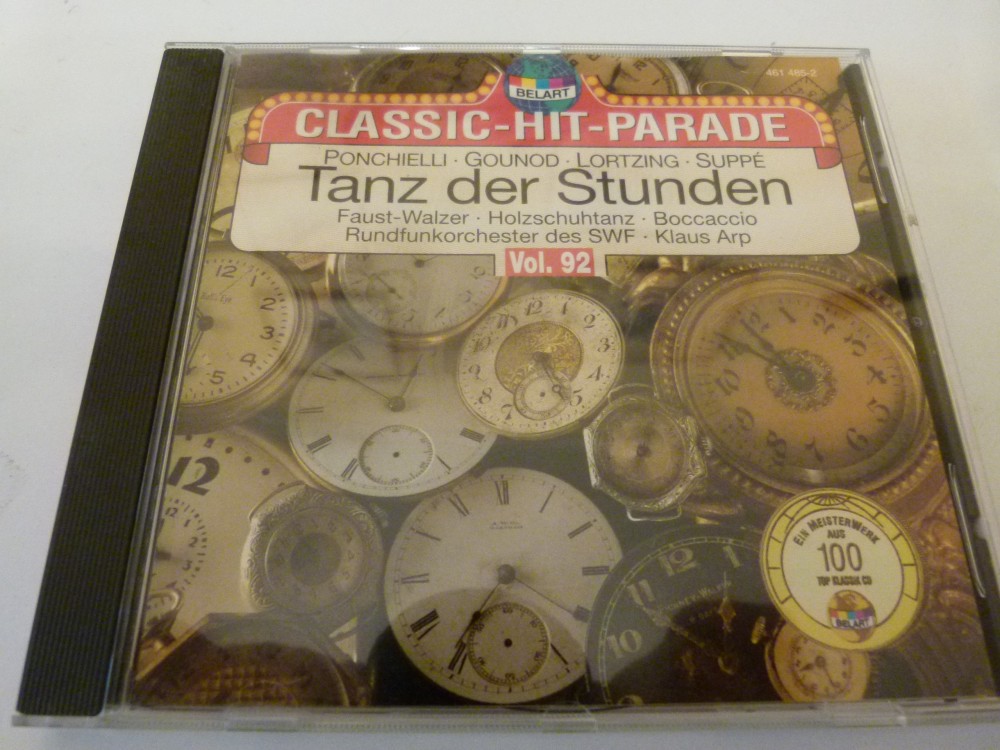 461 485-2
BELART
CLASSIC-HIT-PARADE
PONCHIELLI · GOUNOD · LORTZING · SUPPÉ
Tanz der Stunden
Faust-Walzer · Holzschuhtanz · Boccaccio
Rundfunkorchester des SWF · Klaus Arp
Vol. 92
EIN MEISTERWERK
AUS
100
TOP KLASSIK CD
BELART